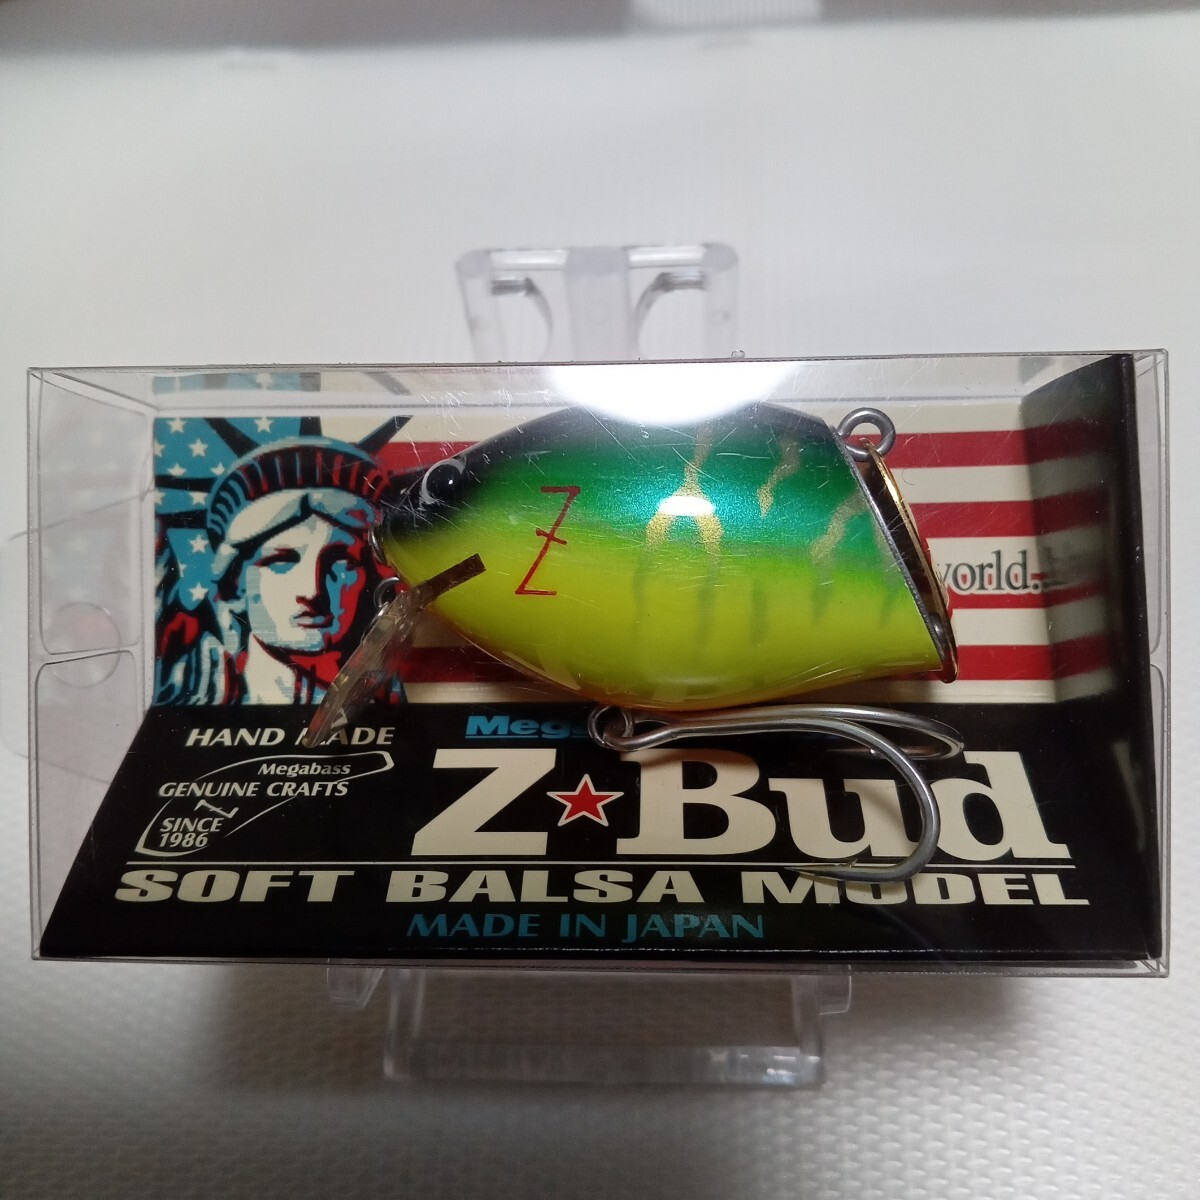 Z
world.
HAND MADE
Megabass
GENUINE CRAFTS
SINCE
1986
Z★Bud
SOFT BALSA MODEL
MADE IN JAPAN